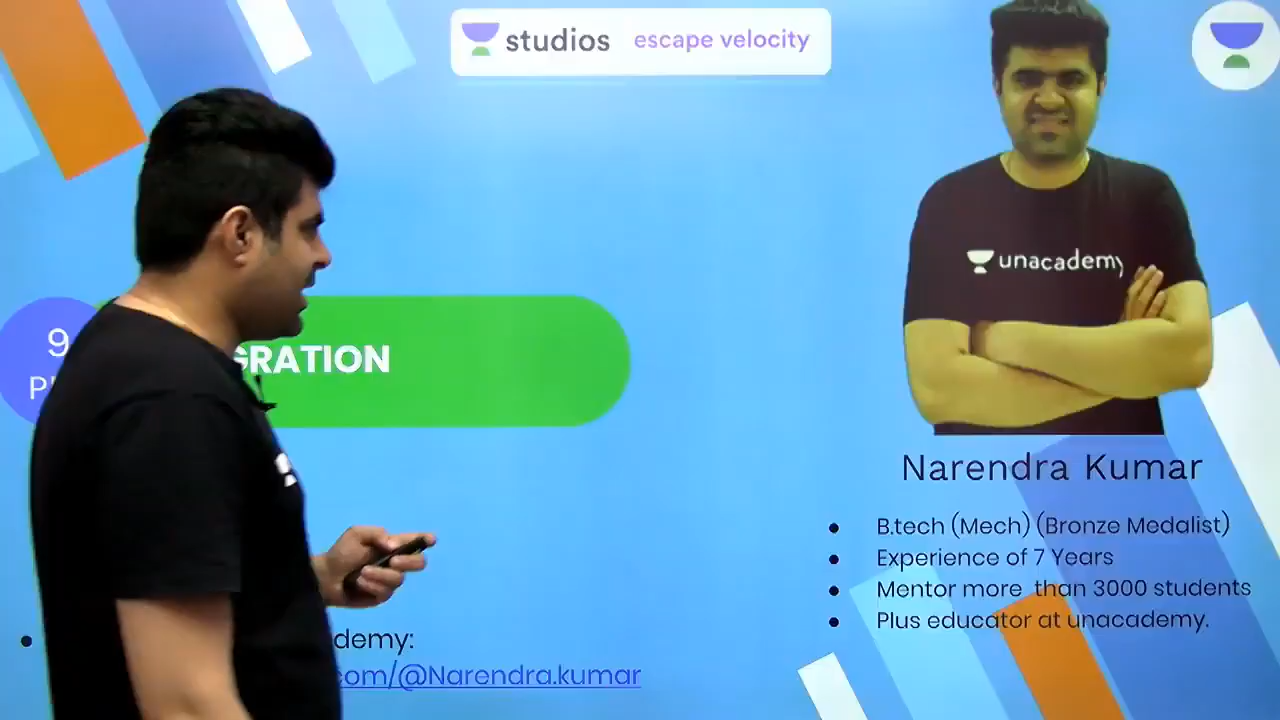 studios escape velocity
unacademy
9
GRATION
Narendra Kumar
B.tech (Mech) (Bronze Medalist)
Experience of 7 Years
Mentor more than 3000 students
Plus educator at unacademy.
demy:
com/@Narendra.kumar